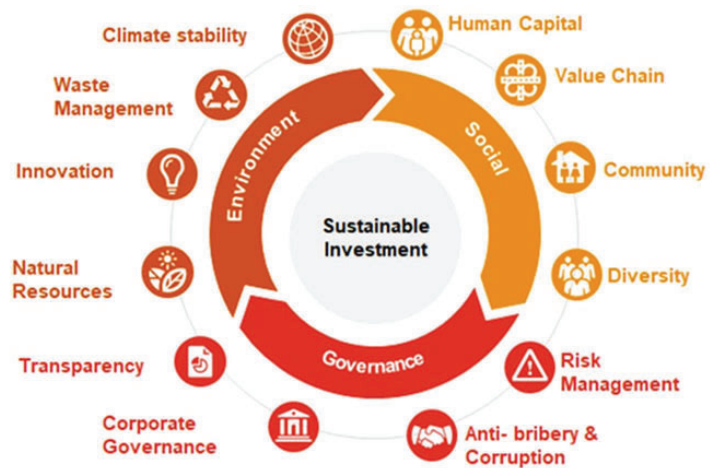 Climate stability
Human Capital
Waste
Management
Value Chain
Innovation
Community
Natural
Resources
Diversity
Transparency
Risk
Management
Corporate
Governance
Anti- bribery &
Corruption
Environment
Social
Governance
Sustainable
Investment